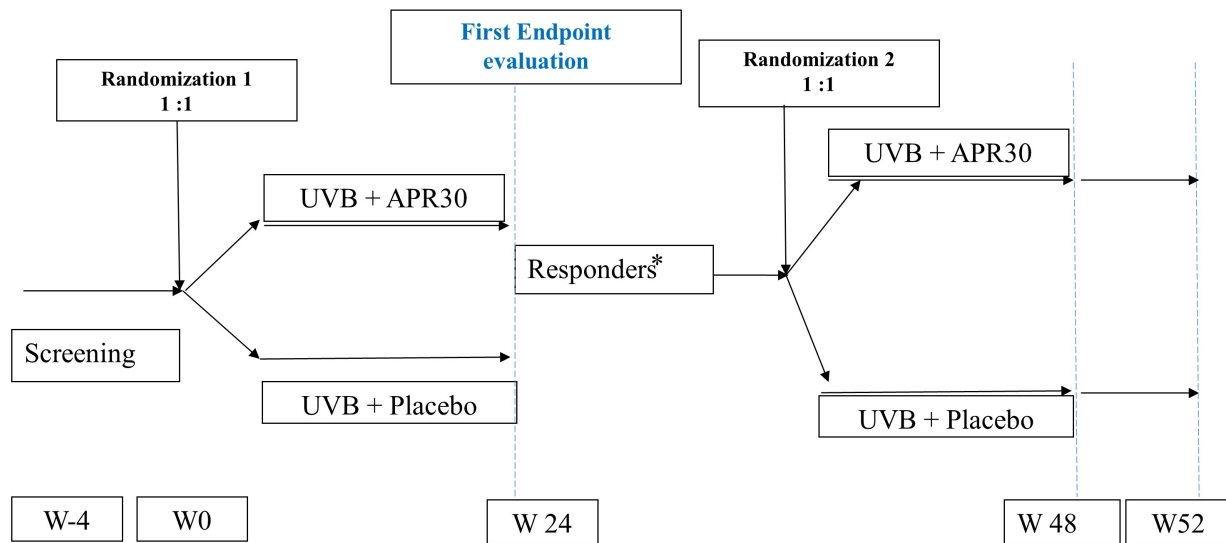 First Endpoint
evaluation
Randomization 1
1 :1
Randomization 2
1 :1
UVB + APR30
UVB + APR30
Responders*
Screening
UVB + Placebo
UVB + Placebo
W-4
W0
W 24
W 48
W52